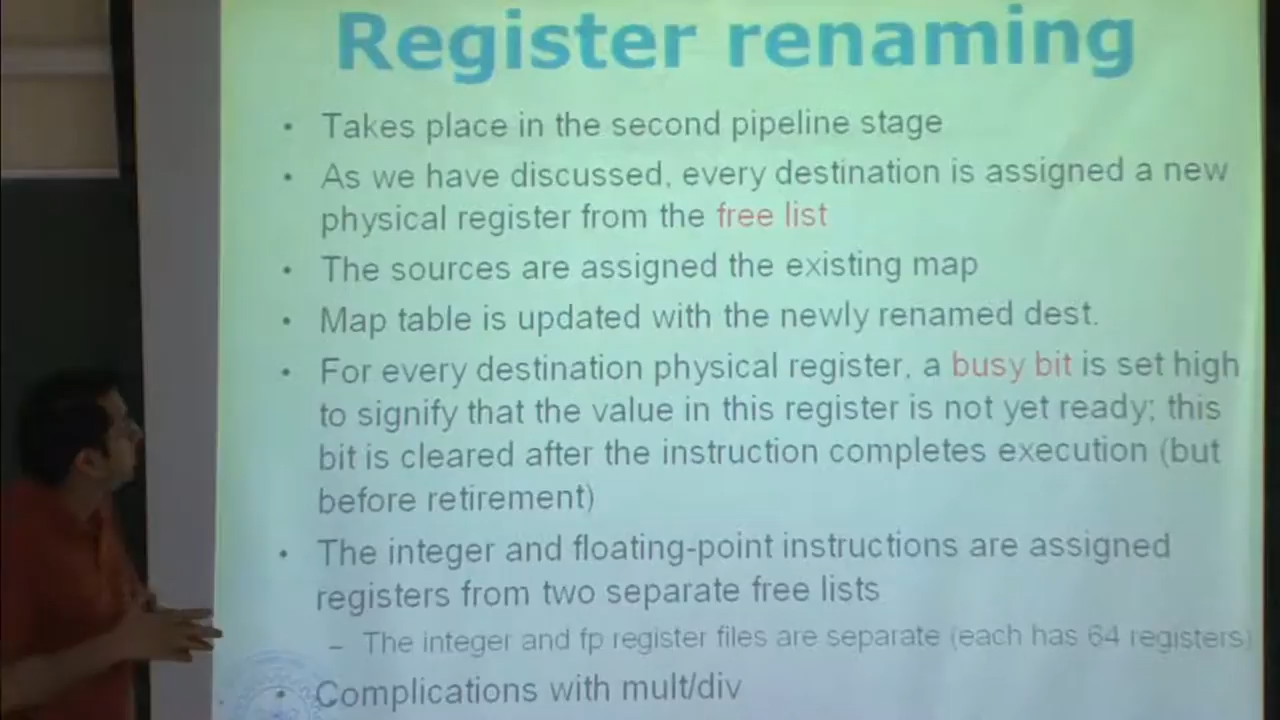 Register renaming
• Takes place in the second pipeline stage
• As we have discussed, every destination is assigned a new
physical register from the free list
• The sources are assigned the existing map
• Map table is updated with the newly renamed dest.
• For every destination physical register, a busy bit is set high
to signify that the value in this register is not yet ready; this
bit is cleared after the instruction completes execution (but
before retirement)
• The integer and floating-point instructions are assigned
registers from two separate free lists
– The integer and fp register files are separate (each has 64 registers)
• Complications with mult/div